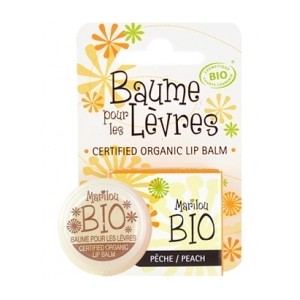 COSMÉTIQUE
BIO
Baume
pour
les
Lèvres
CERTIFIED ORGANIC LIP BALM
Marilou
BIO
BAUME POUR LES LÈVRES
CERTIFIED ORGANIC
LIP BALM
Marilou
BIO
PÊCHE / PEACH